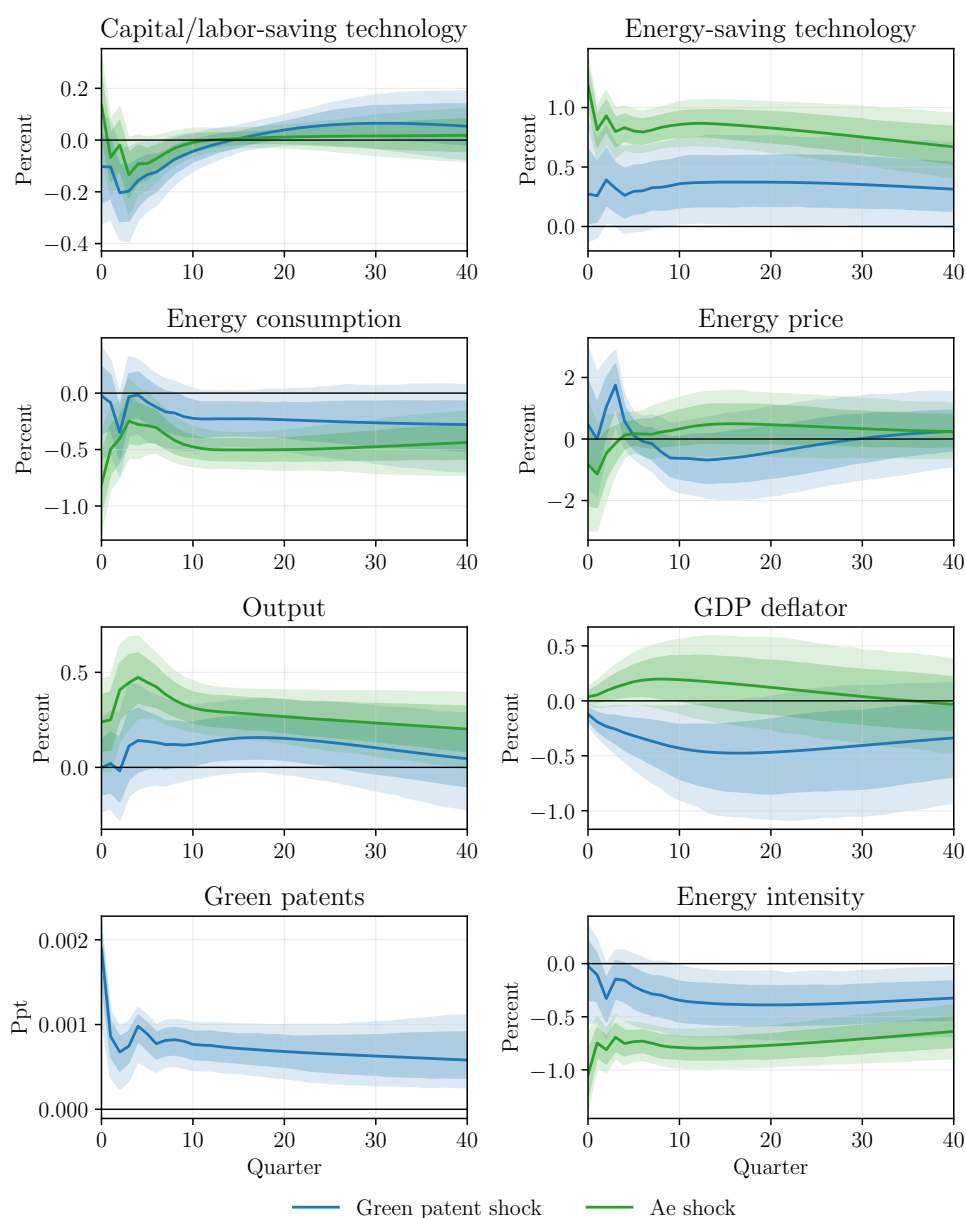 Capital/labor-saving technology
Energy-saving technology
Percent
0.2
0.0
−0.2
−0.4
0 10 20 30 40
Percent
1.0
0.5
0.0
0 10 20 30 40
Energy consumption
Energy price
Percent
0.0
−0.5
−1.0
0 10 20 30 40
Percent
2
0
−2
0 10 20 30 40
Output
GDP deflator
Percent
0.5
0.0
0 10 20 30 40
Percent
0.5
0.0
−0.5
−1.0
0 10 20 30 40
Green patents
Energy intensity
Ppt
0.002
0.001
0.000
0 10 20 30 40
Quarter
Percent
0.0
−0.5
−1.0
0 10 20 30 40
Quarter
Green patent shock
Ae shock